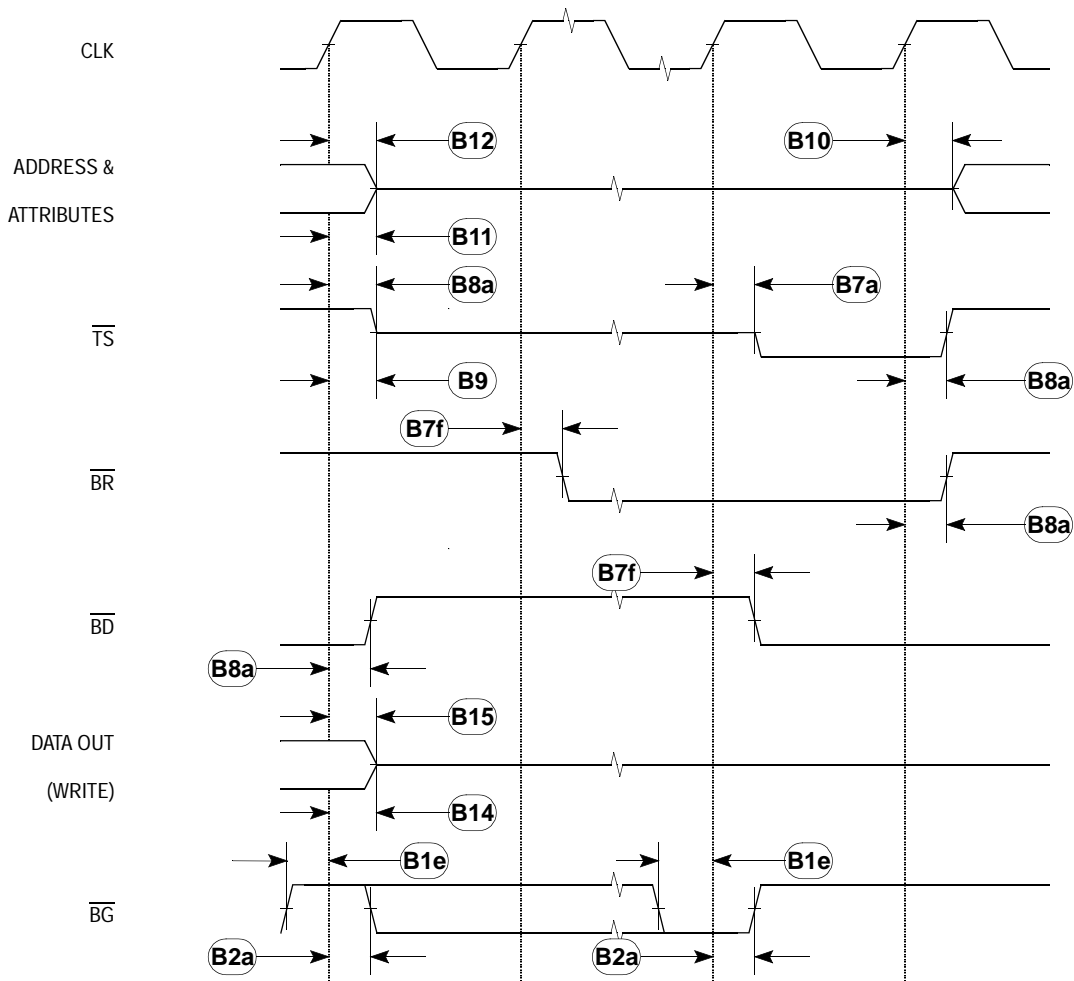 CLK
B12
B10
ADDRESS &
ATTRIBUTES
B11
B8a
B7a
TS
B9
B8a
B7f
BR
B8a
B7f
BD
B8a
B15
DATA OUT
(WRITE)
B14
B1e
B1e
BG
B2a
B2a